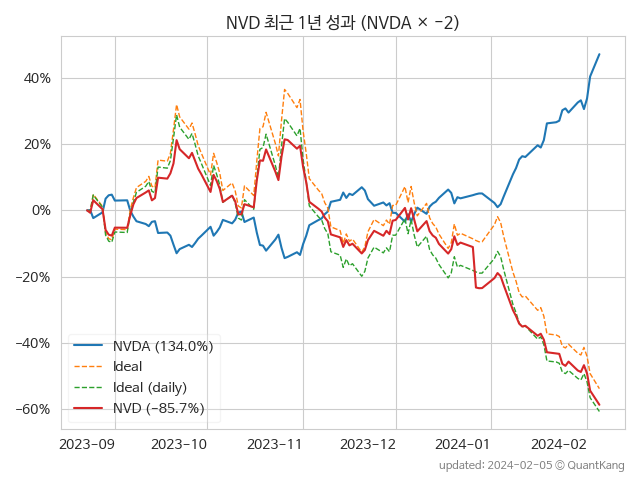 NVD 최근 1년 성과 (NVDA × −2)
40%
20%
0%
−20%
−40%
−60%
NVDA (134.0%)
Ideal
Ideal (daily)
NVD (−85.7%)
2023-09
2023-10
2023-11
2023-12
2024-01
2024-02
updated: 2024-02-05 © QuantKang